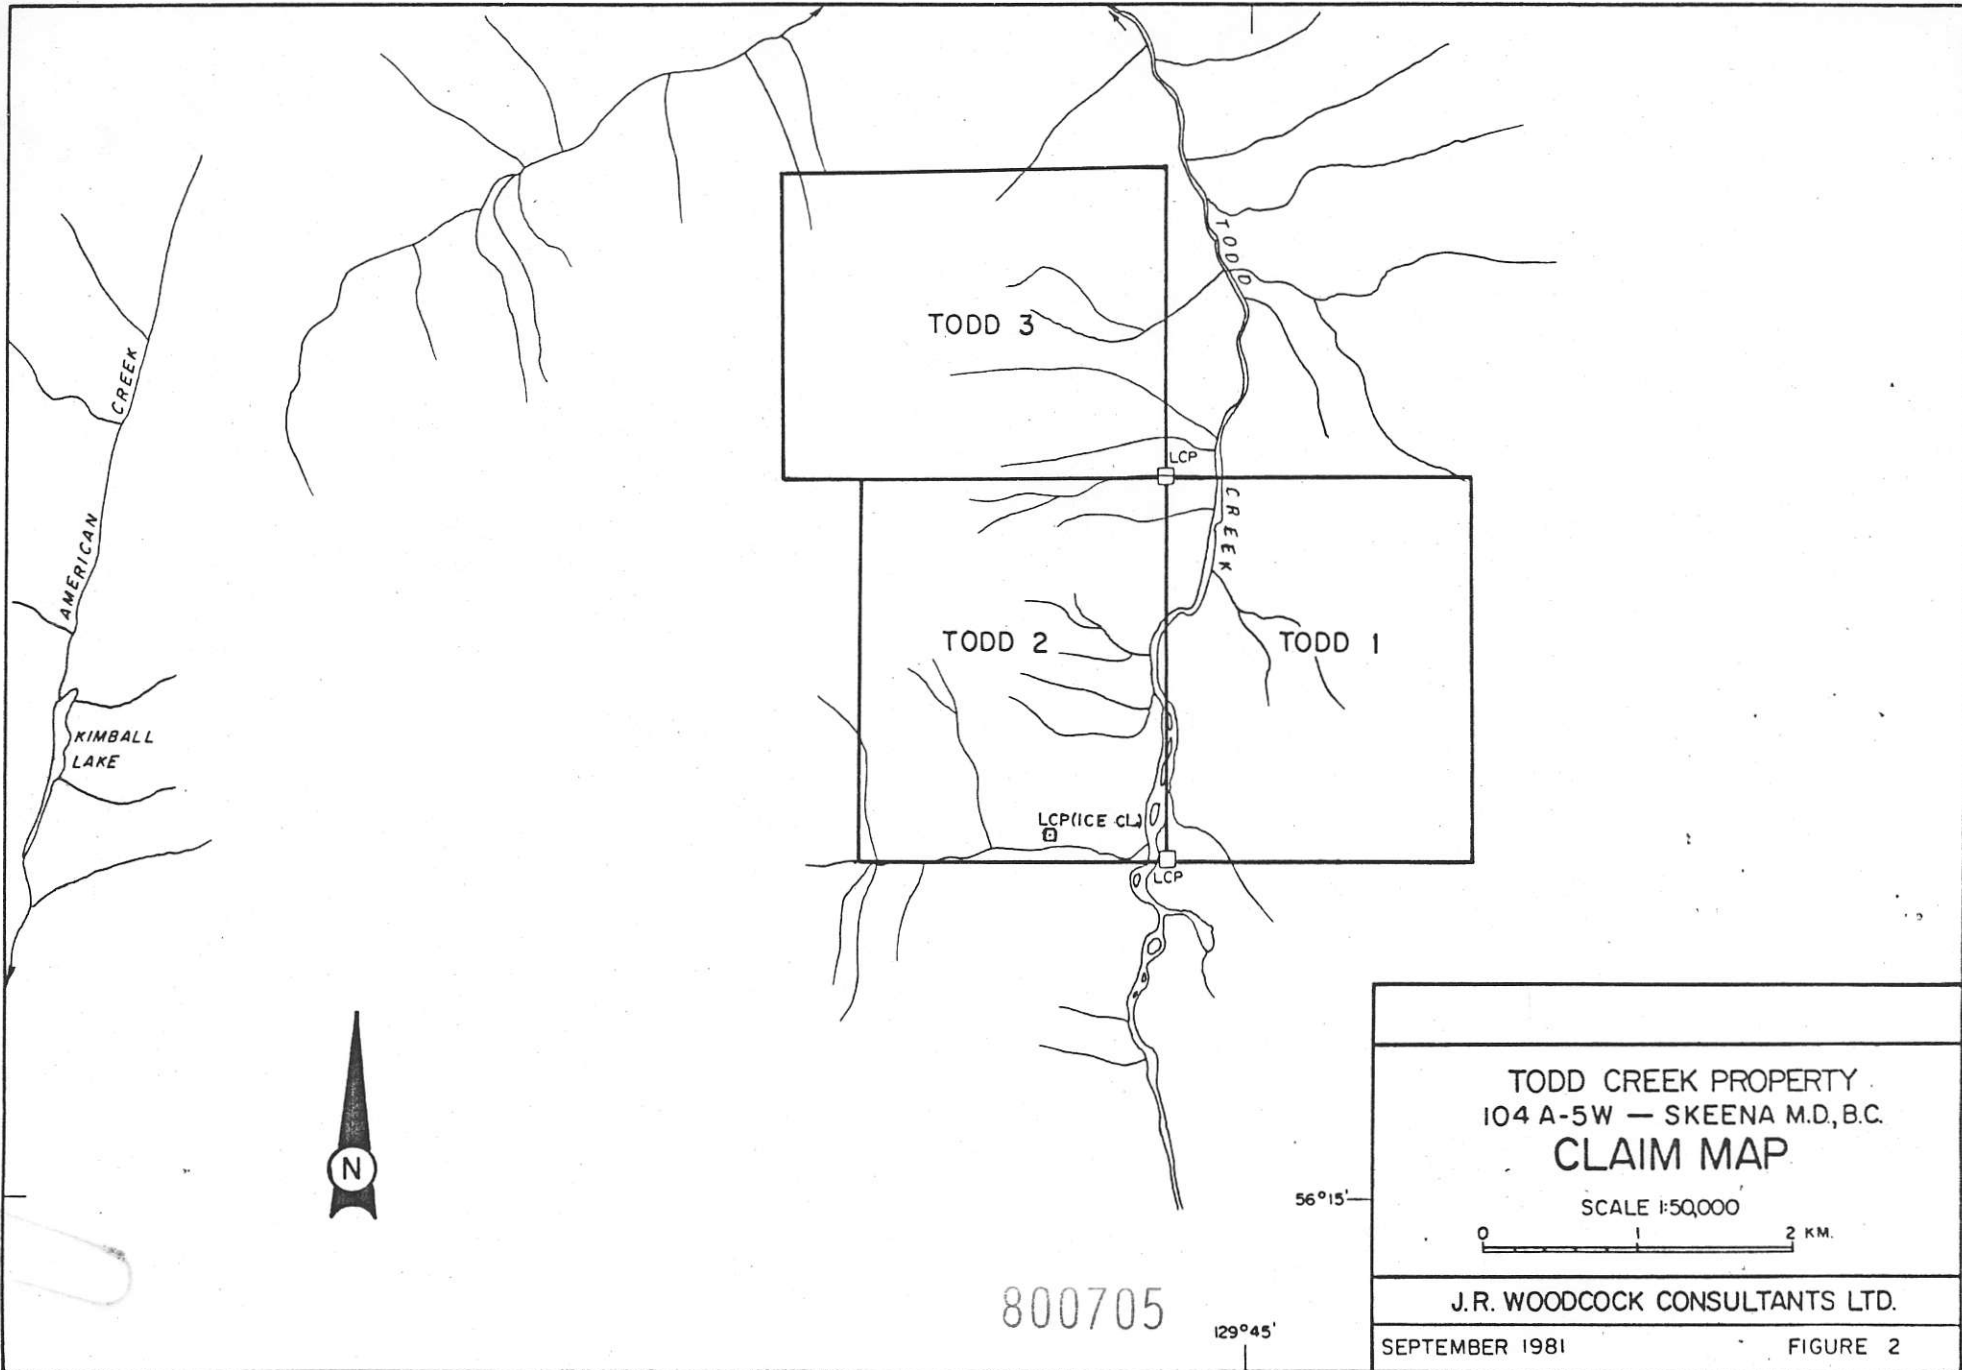 TODD
CREEK
TODD 3
LCP
CREEK
AMERICAN
TODD 2
TODD 1
KIMBALL
LAKE
LCP(ICE CL)
LCP
N
56°15'
129°45'
800705
TODD CREEK PROPERTY
104 A-5W — SKEENA M.D., B.C.
CLAIM MAP
SCALE 1:50,000
0 1 2 KM.
J.R. WOODCOCK CONSULTANTS LTD.
SEPTEMBER 1981 FIGURE 2